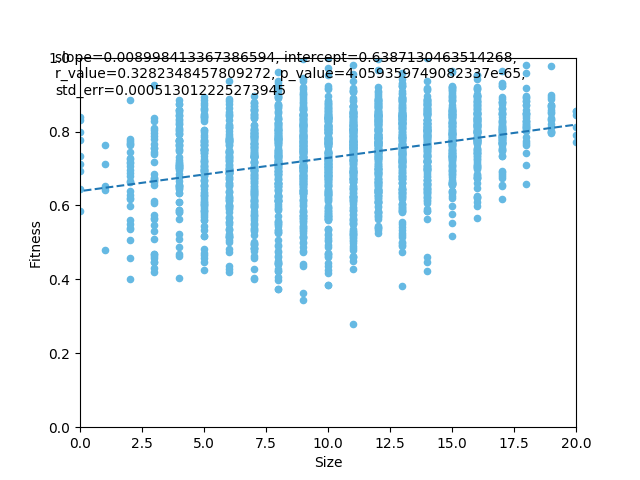 slope=0.008998413367386594, intercept=0.6387130463514268,
r_value=0.3282348457809272, p_value=4.059359749082337e-65,
std_err=0.000513012225273945
1.0
0.8
0.6
0.4
0.2
0.0
Fitness
0.0 2.5 5.0 7.5 10.0 12.5 15.0 17.5 20.0
Size